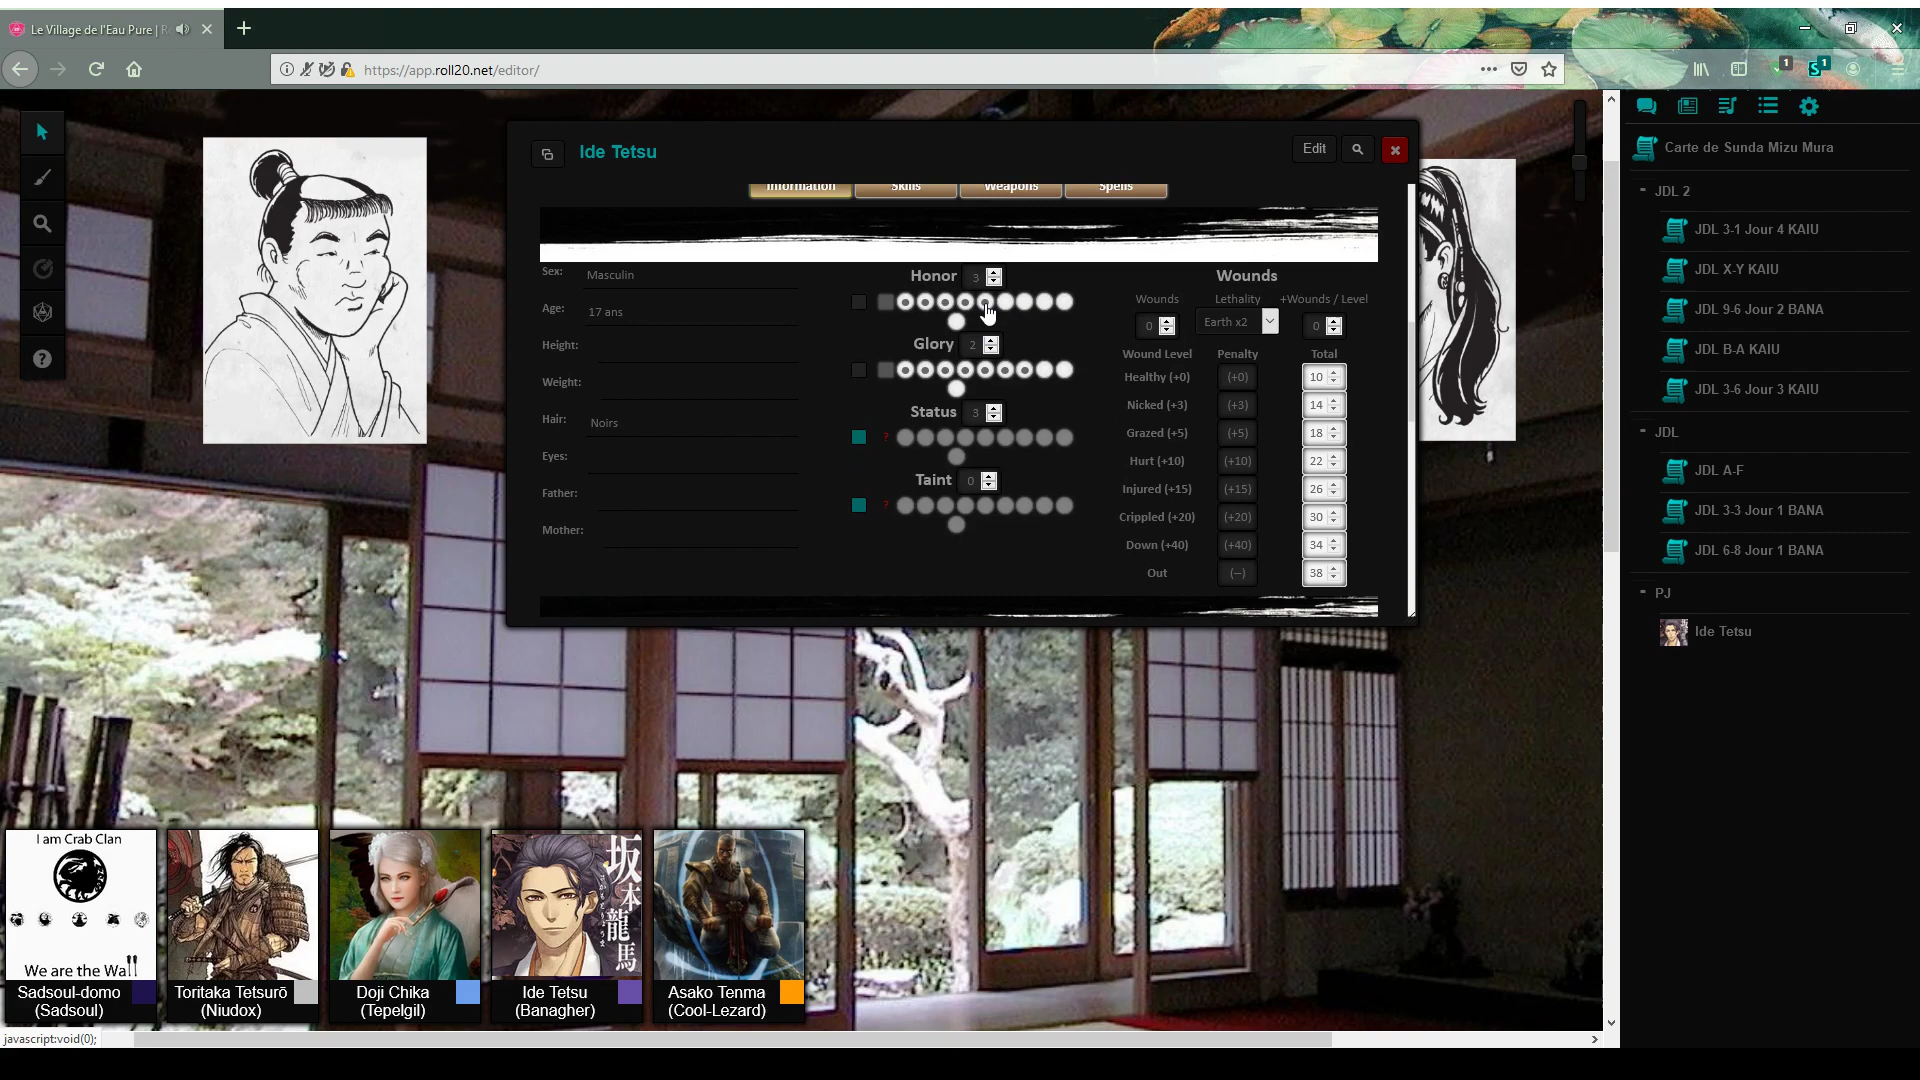 Le Village de l'Eau Pure | R
https://app.roll20.net/editor/
1
1
Ide Tetsu
Edit
Information
Skills
Weapons
Spells
Sex:
Masculin
Age:
17 ans
Height:
Weight:
Hair:
Noirs
Eyes:
Father:
Mother:
Honor
3
Glory
2
Status
3
?
Taint
0
?
Wounds
Wounds
Lethality
+Wounds / Level
0
Earth x2
0
Wound Level
Penalty
Total
Healthy (+0)
(+0)
10
Nicked (+3)
(+3)
14
Grazed (+5)
(+5)
18
Hurt (+10)
(+10)
22
Injured (+15)
(+15)
26
Crippled (+20)
(+20)
30
Down (+40)
(+40)
34
Out
(--)
38
Carte de Sunda Mizu Mura
JDL 2
JDL 3-1 Jour 4 KAIU
JDL X-Y KAIU
JDL 9-6 Jour 2 BANA
JDL B-A KAIU
JDL 3-6 Jour 3 KAIU
JDL
JDL A-F
JDL 3-3 Jour 1 BANA
JDL 6-8 Jour 1 BANA
PJ
Ide Tetsu
I am Crab Clan
We are the Wall
Sadsoul-domo
(Sadsoul)
Toritaka Tetsurō
(Niudox)
Doji Chika
(Tepelgil)
坂本龍馬
Ide Tetsu
(Banagher)
Asako Tenma
(Cool-Lezard)
javascript:void(0);